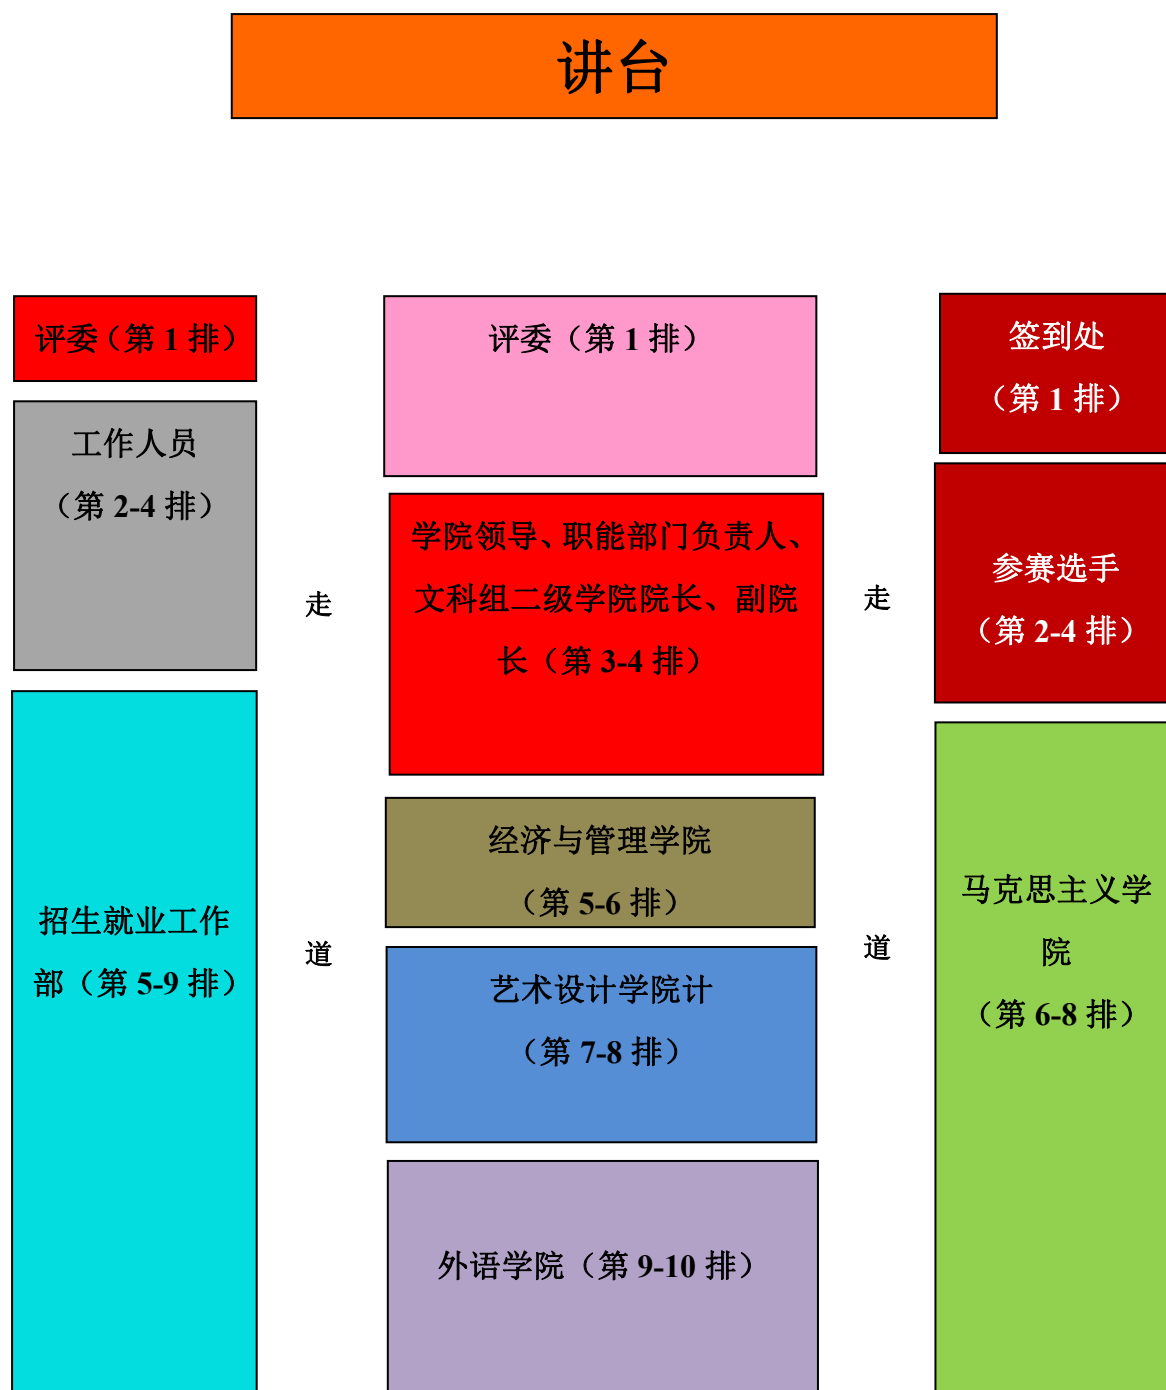 讲台
评委（第 1 排）
工作人员
（第 2-4 排）
招生就业工作
部（第 5-9 排）
走
道
评委（第 1 排）
学院领导、职能部门负责人、
文科组二级学院院长、副院
长（第 3-4 排）
经济与管理学院
（第 5-6 排）
艺术设计学院计
（第 7-8 排）
外语学院（第 9-10 排）
走
道
签到处
（第 1 排）
参赛选手
（第 2-4 排）
马克思主义学
院
（第 6-8 排）